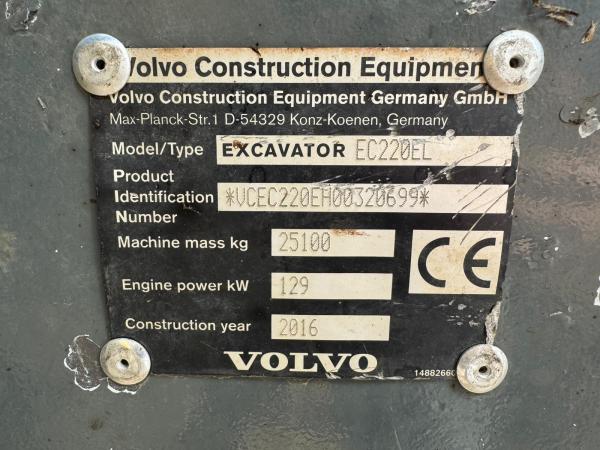 Volvo Construction Equipmen
Volvo Construction Equipment Germany GmbH
Max-Planck-Str.1 D-54329 Konz-Koenen, Germany
Model/Type EXCAVATOR EC220EL
Product
Identification *VCEC220EH00320699*
Number
Machine mass kg 25100
Engine power kW 129
Construction year 2016
CE
VOLVO
1488266